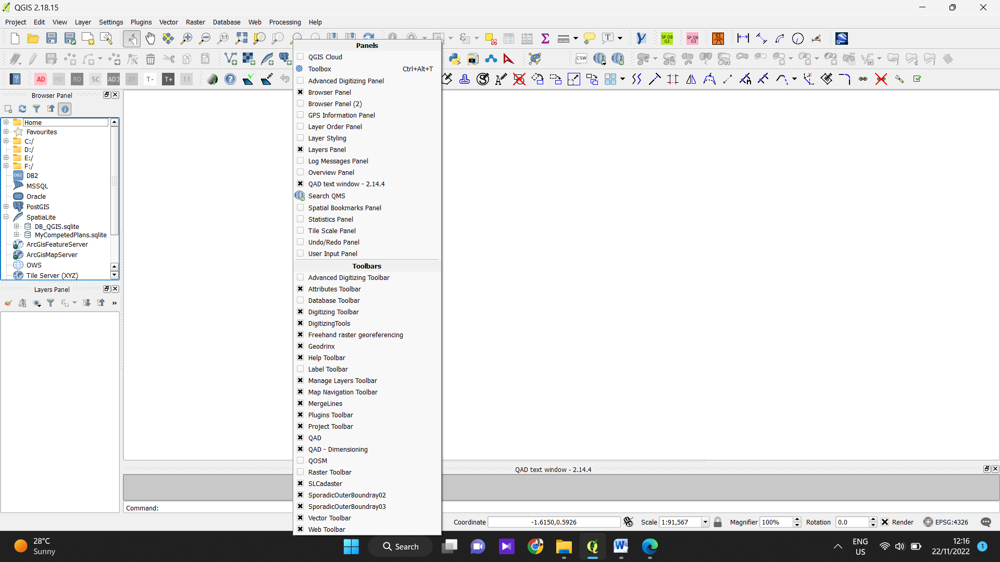 QGIS 2.18.15
Project Edit View Layer Settings Plugins Vector Raster Database Web Processing Help
SP OB 02
SP OB 03
SL
CSW
AD MO RO SC ADJ 2P T- T+ !!
Browser Panel
Home
Favourites
C:/
D:/
E:/
F:/
DB2 DB2
MSSQL
Oracle
PostGIS
SpatiaLite
DB_QGIS.sqlite
MyCompetedPlans.sqlite
ArcGisFeatureServer
ArcGisMapServer
OWS
Tile Server (XYZ)
Layers Panel
Panels
QGIS Cloud
Toolbox Ctrl+Alt+T
Advanced Digitizing Panel
Browser Panel
Browser Panel (2)
GPS Information Panel
Layer Order Panel
Layer Styling
Layers Panel
Log Messages Panel
Overview Panel
QAD text window - 2.14.4
Search QMS
Spatial Bookmarks Panel
Statistics Panel
Tile Scale Panel
Undo/Redo Panel
User Input Panel
Toolbars
Advanced Digitizing Toolbar
Attributes Toolbar
Database Toolbar
Digitizing Toolbar
DigitizingTools
Freehand raster georeferencing
Geodrinx
Help Toolbar
Label Toolbar
Manage Layers Toolbar
Map Navigation Toolbar
MergeLines
Plugins Toolbar
Project Toolbar
QAD
QAD - Dimensioning
QOSM
Raster Toolbar
SLCadaster
SporadicOuterBoundray02
SporadicOuterBoundray03
Vector Toolbar
Web Toolbar
QAD text window - 2.14.4
Command:
Coordinate -1.6150,0.5926 Scale 1:91,567 Magnifier 100% Rotation 0.0 Render EPSG:4326
28°C
Sunny
Search
ENG
US
12:16
22/11/2022
1